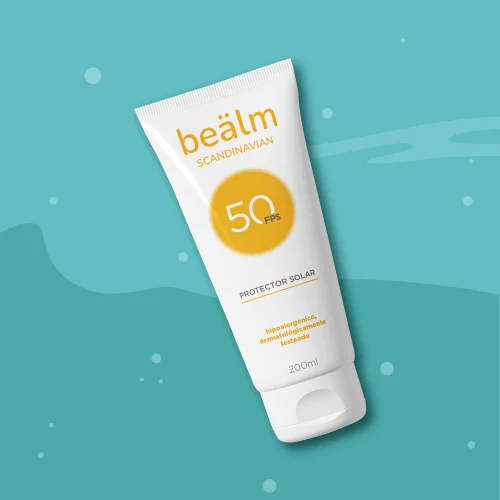 beälm
SCANDINAVIAN
50
FPS
PROTECTOR SOLAR
hipoalergénico,
dermatológicamente
testeado
200ml